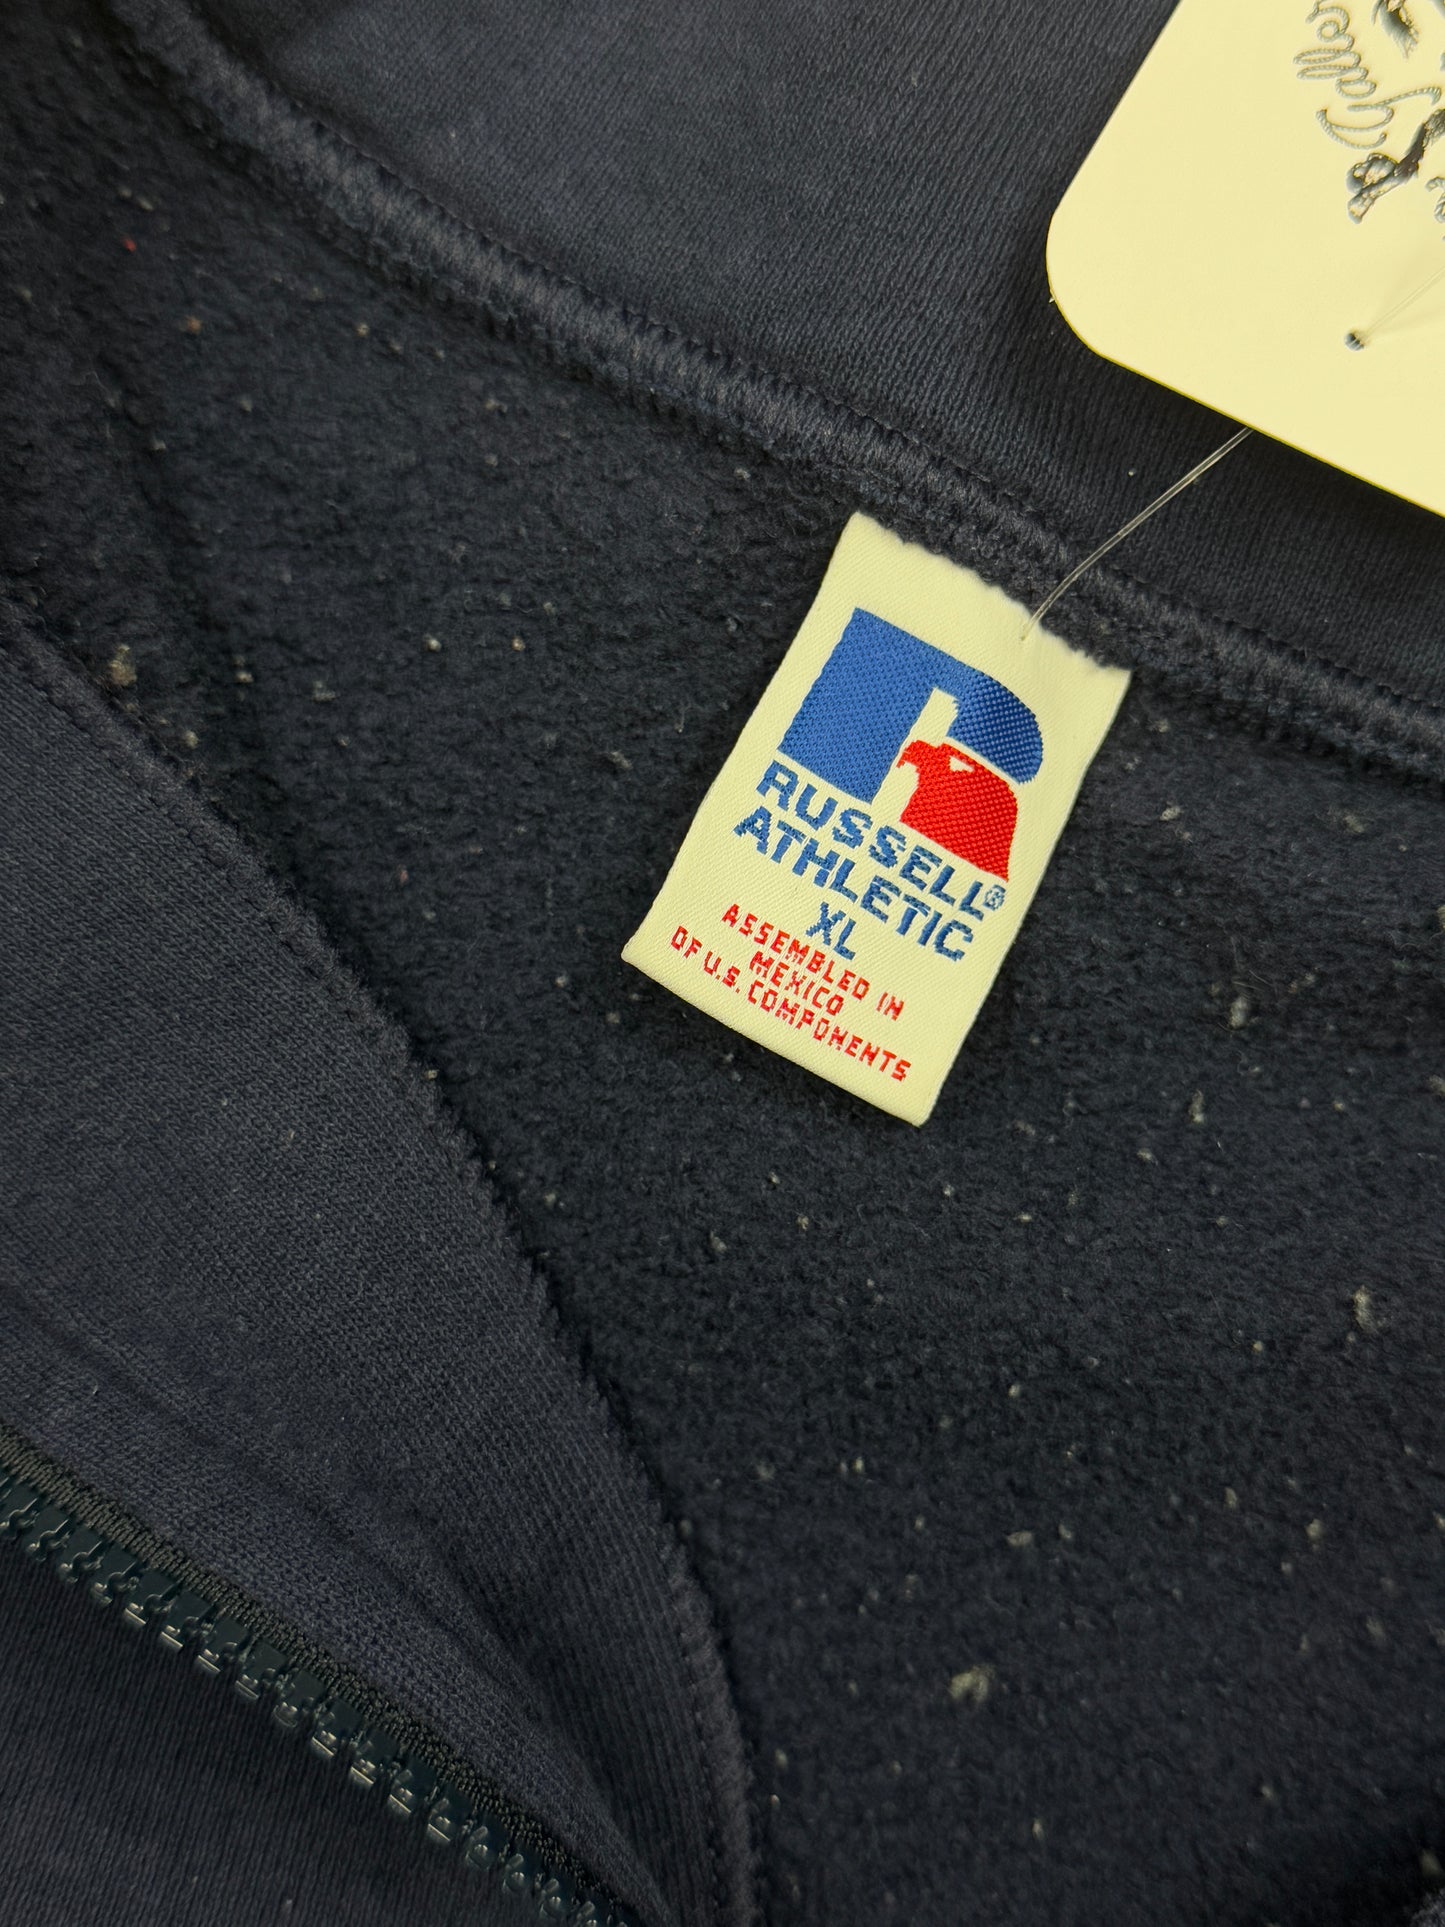 RUSSELL®
ATHLETIC
XL
ASSEMBLED IN
MEXICO
OF U.S. COMPONENTS